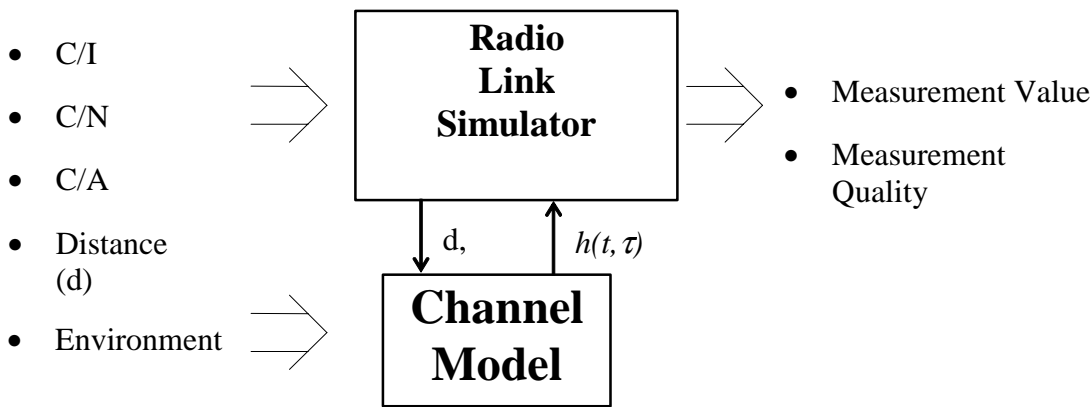 • C/I
• C/N
• C/A
• Distance
(d)
• Environment
Radio
Link
Simulator
• Measurement Value
• Measurement
Quality
d,
h(t, τ)
Channel
Model